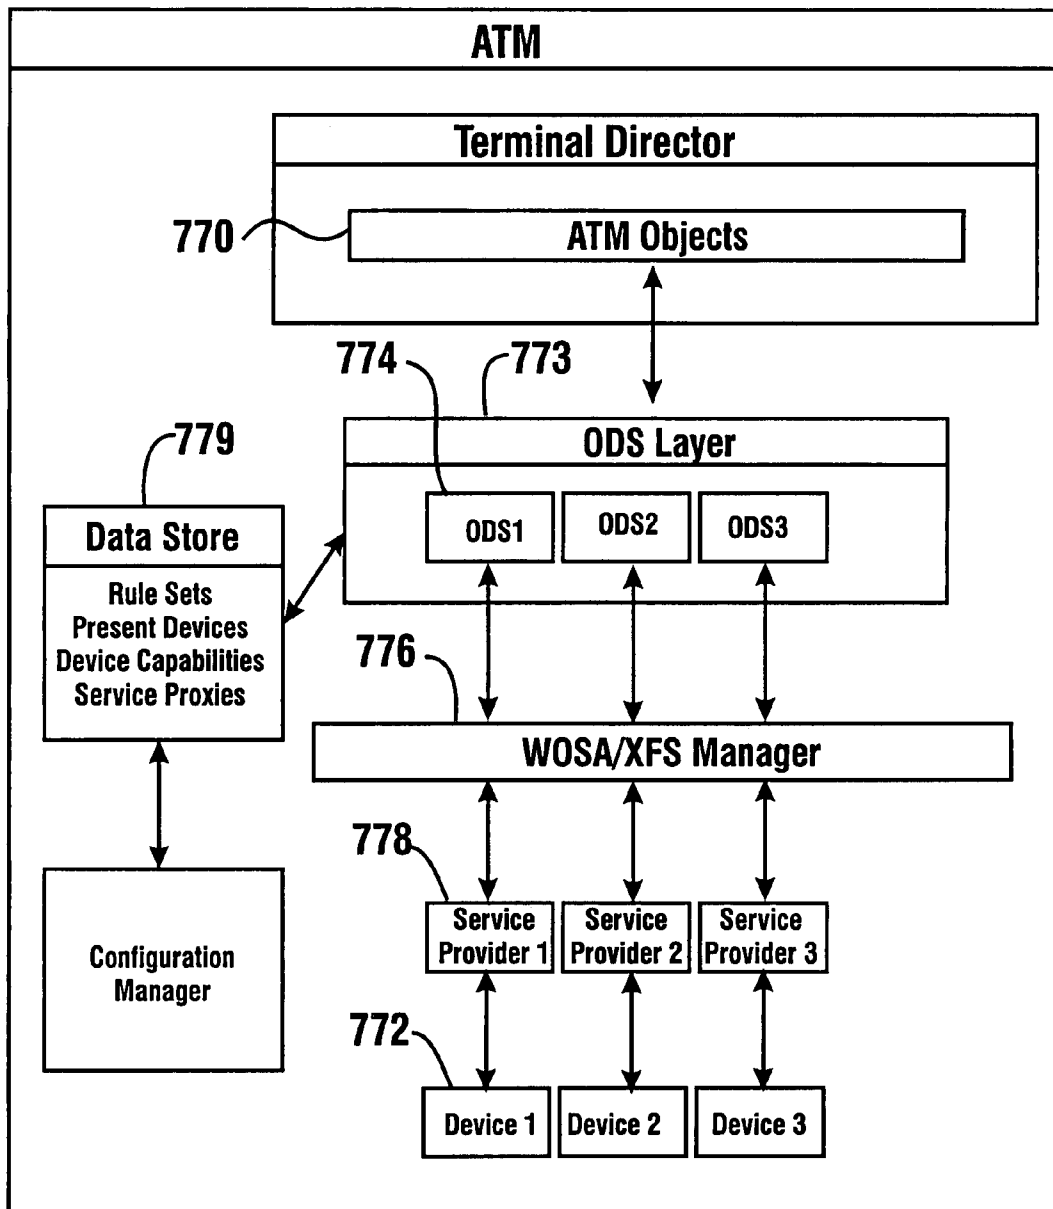 ATM
Terminal Director
770
ATM Objects
774
773
779
ODS Layer
ODS1
ODS2
ODS3
Data Store
Rule Sets
Present Devices
Device Capabilities
Service Proxies
776
WOSA/XFS Manager
778
Service
Provider 1
Service
Provider 2
Service
Provider 3
Configuration
Manager
772
Device 1
Device 2
Device 3